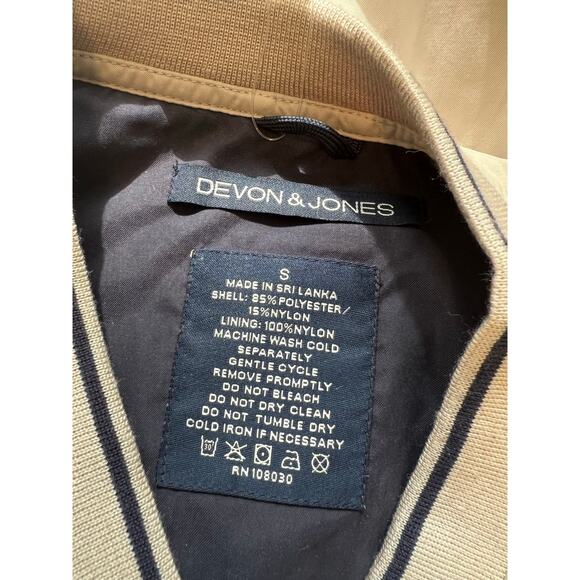 DEVON & JONES
S
MADE IN SRI LANKA
SHELL: 85% POLYESTER/
15% NYLON
LINING: 100% NYLON
MACHINE WASH COLD
SEPARATELY
GENTLE CYCLE
REMOVE PROMPTLY
DO NOT BLEACH
DO NOT DRY CLEAN
DO NOT TUMBLE DRY
COLD IRON IF NECESSARY
30°
RN 108030